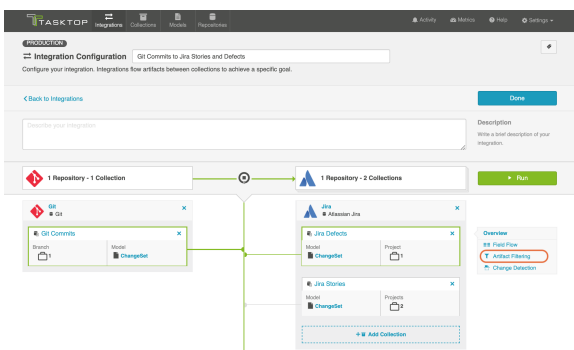 TASKTOP
Integrations
Collections
Models
Repositories
Activity
Metrics
Help
Settings
PRODUCTION
Integration Configuration
Git Commits to Jira Stories and Defects
Configure your integration. Integrations flow artifacts between collections to achieve a specific goal.
Back to Integrations
Done
Describe your integration
Description
Write a brief description of your
integration.
1 Repository - 1 Collection
1 Repository - 2 Collections
Run
Git
Git
Git Commits
Branch
1
Model
ChangeSet
Jira
Atlassian Jira
Jira Defects
Model
ChangeSet
Project
1
Jira Stories
Model
ChangeSet
Projects
2
+ Add Collection
Overview
Field Flow
Artifact Filtering
Change Detection